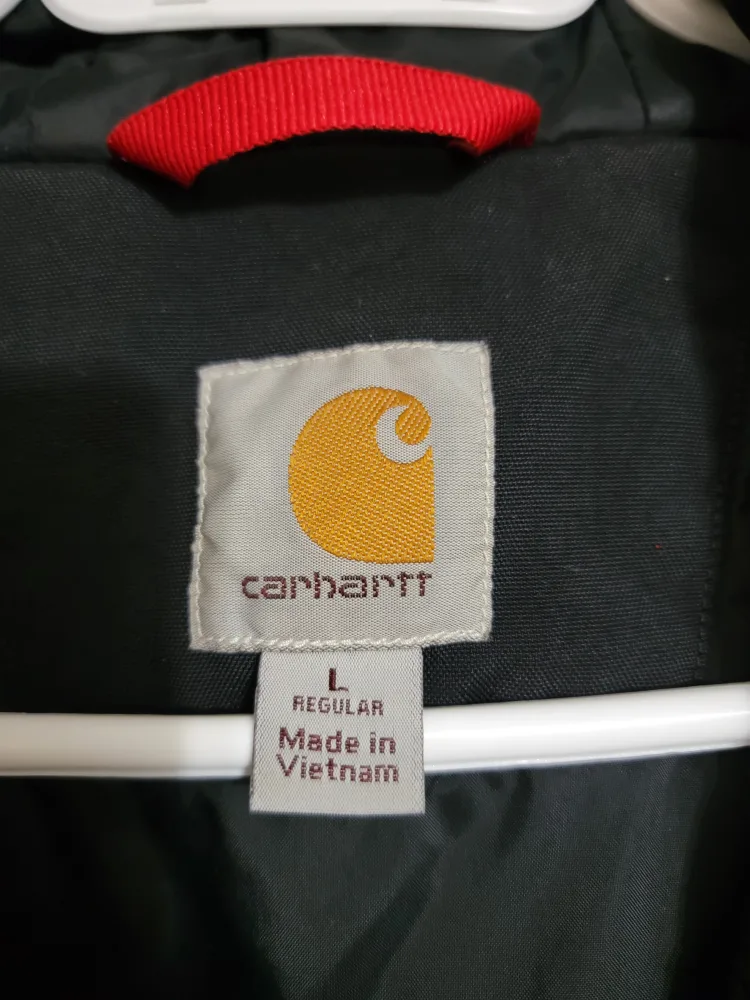 carhartt
L
REGULAR
Made in
Vietnam